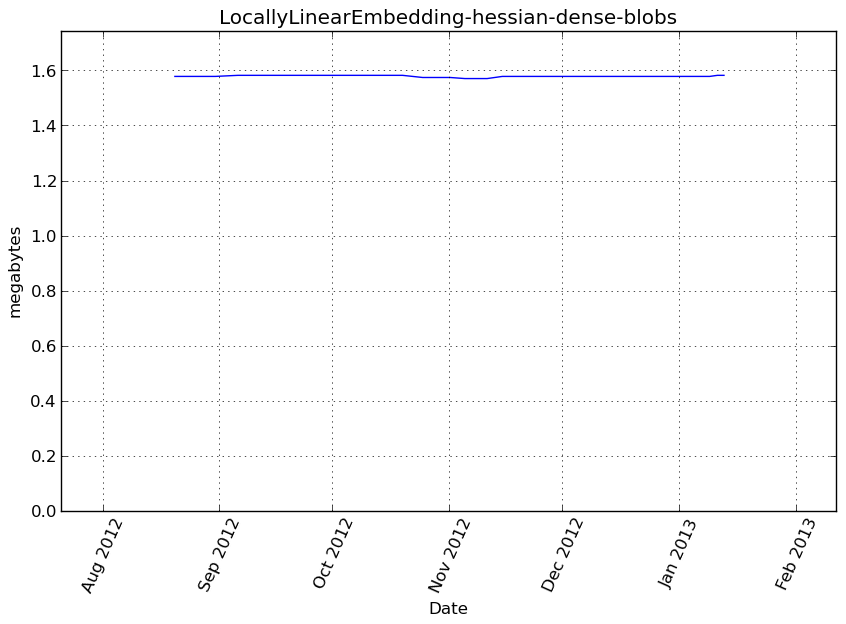 LocallyLinearEmbedding-hessian-dense-blobs
megabytes
1.6
1.4
1.2
1.0
0.8
0.6
0.4
0.2
0.0
Aug 2012
Sep 2012
Oct 2012
Nov 2012
Dec 2012
Jan 2013
Feb 2013
Date